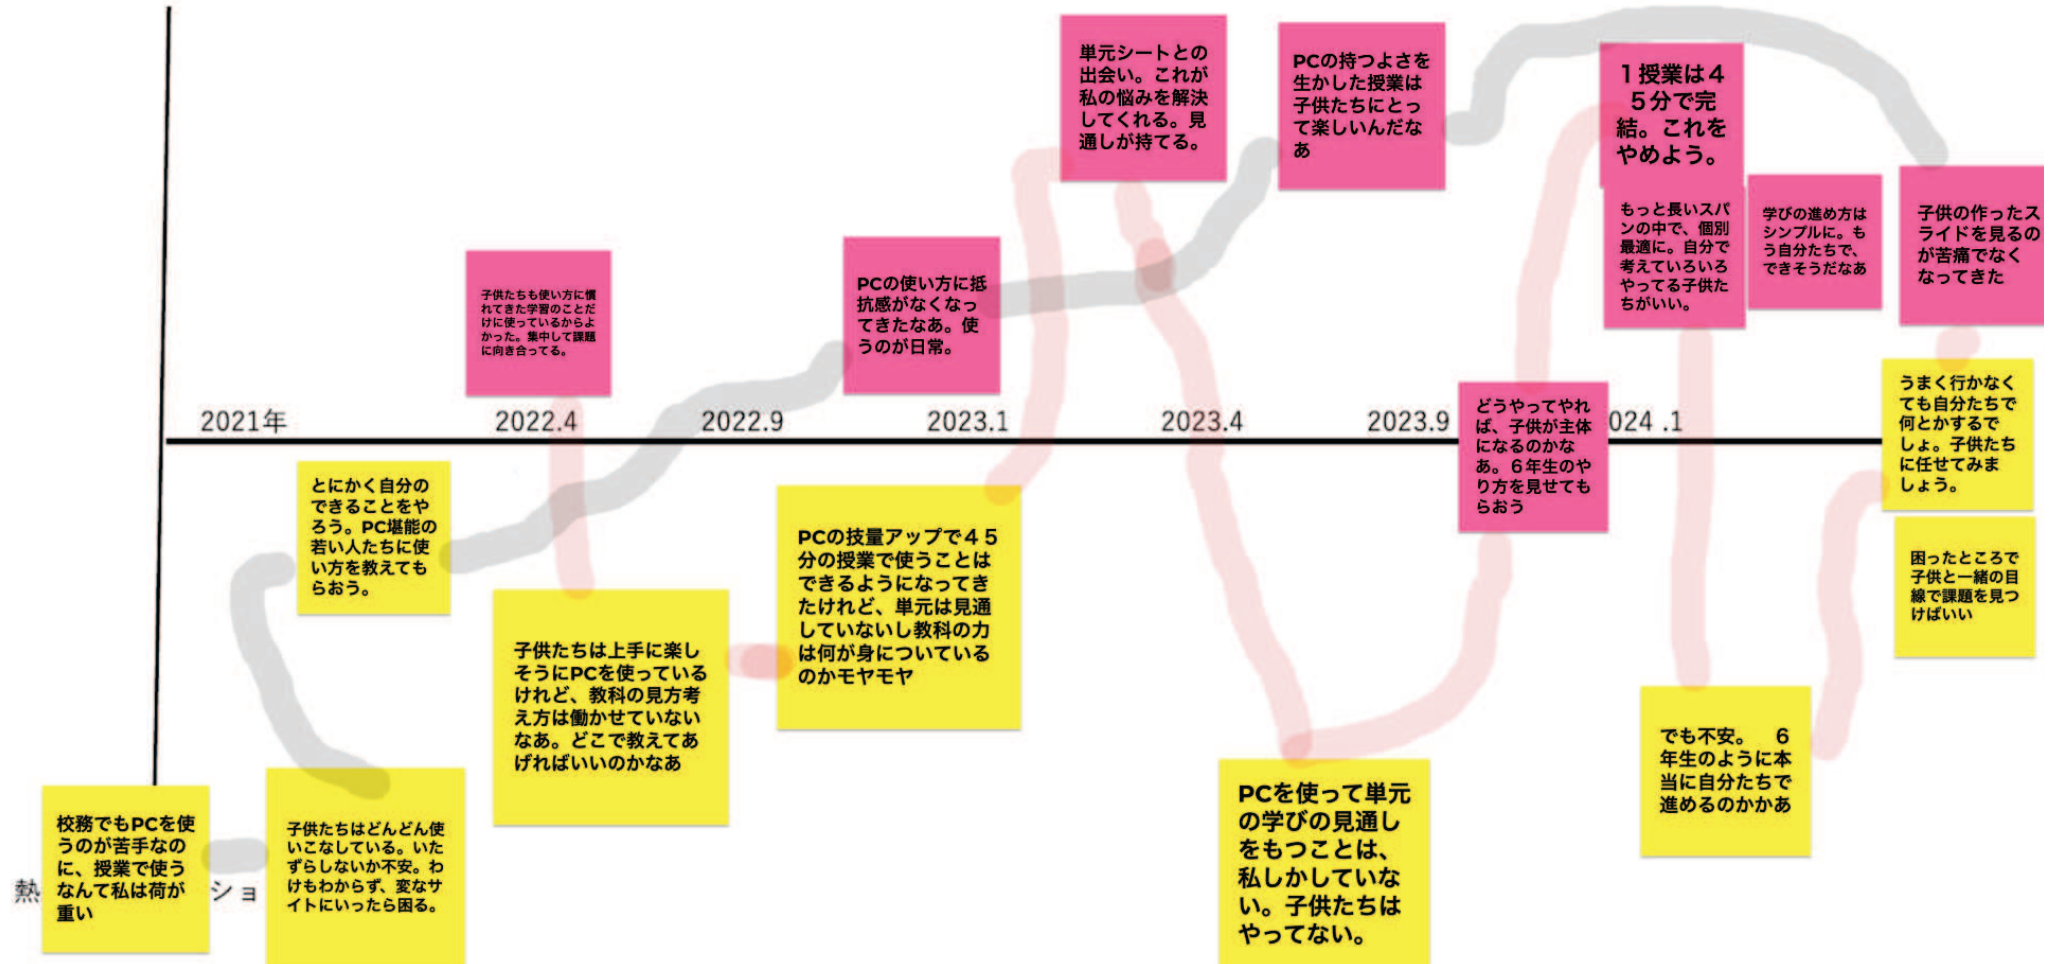 単元シートとの
出会い。これが
私の悩みを解決
してくれる。見
通しが持てる。
PCの持つよさを
生かした授業は
子供たちにとっ
て楽しいんだな
あ
１授業は４
５分で完
結。これを
やめよう。
もっと長いスパ
ンの中で、個別
最適に。自分で
考えていろいろ
やってる子供た
ちがいい。
学びの進め方は
シンプルに。も
う自分たちで、
できそうだなあ
子供の作ったス
ライドを見るの
が苦痛でなく
なってきた
子供たちも使い方に慣
れてきた学習のことだ
けに使っているからよ
かった。集中して課題
に向き合ってる。
PCの使い方に抵
抗感がなくなっ
てきたなあ。使
うのが日常。
2021年
2022.4
2022.9
2023.1
2023.4
2023.9
024 .1
どうやってやれ
ば、子供が主体
になるのかな
あ。６年生のや
り方を見せても
らおう
うまく行かなく
ても自分たちで
何とかするで
しょ。子供たち
に任せてみま
しょう。
とにかく自分の
できることをや
ろう。PC堪能の
若い人たちに使
い方を教えても
らおう。
PCの技量アップで４５
分の授業で使うことは
できるようになってき
たけれど、単元は見通
していないし教科の力
は何が身についている
のかモヤモヤ
困ったところで
子供と一緒の目
線で課題を見つ
けばいい
子供たちは上手に楽し
そうにPCを使っている
けれど、教科の見方考
え方は働かせていない
なあ。どこで教えてあ
げればいいのかなあ
でも不安。　６
年生のように本
当に自分たちで
進めるのかかあ
PCを使って単元
の学びの見通し
をもつことは、
私しかしていな
い。子供たちは
やってない。
校務でもPCを使
うのが苦手なの
に、授業で使う
なんて私は荷が
重い
熱
ショ
子供たちはどんどん使
いこなしている。いた
ずらしないか不安。わ
けもわからず、変なサ
イトにいったら困る。